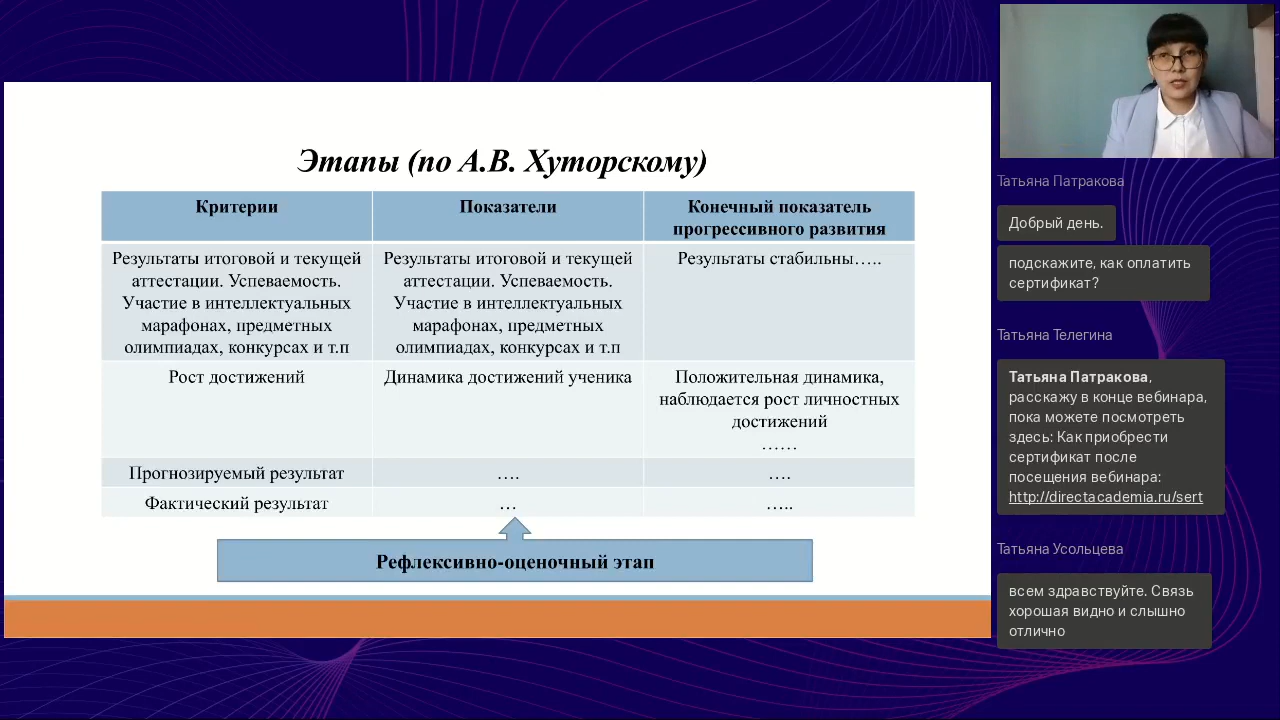 Этапы (по А.В. Хуторскому)
Критерии
Показатели
Конечный показатель
прогрессивного развития
Результаты итоговой и текущей
аттестации. Успеваемость.
Участие в интеллектуальных
марафонах, предметных
олимпиадах, конкурсах и т.п
Результаты итоговой и текущей
аттестации. Успеваемость.
Участие в интеллектуальных
марафонах, предметных
олимпиадах, конкурсах и т.п
Результаты стабильны…..
Рост достижений
Динамика достижений ученика
Положительная динамика,
наблюдается рост личностных
достижений
……
Прогнозируемый результат
….
….
Фактический результат
…
…..
Рефлексивно-оценочный этап
Татьяна Патракова
Добрый день.
подскажите, как оплатить
сертификат?
Татьяна Телегина
Татьяна Патракова,
расскажу в конце вебинара,
пока можете посмотреть
здесь: Как приобрести
сертификат после
посещения вебинара:
http://directacademia.ru/sert
Татьяна Усольцева
всем здравствуйте. Связь
хорошая видно и слышно
отлично